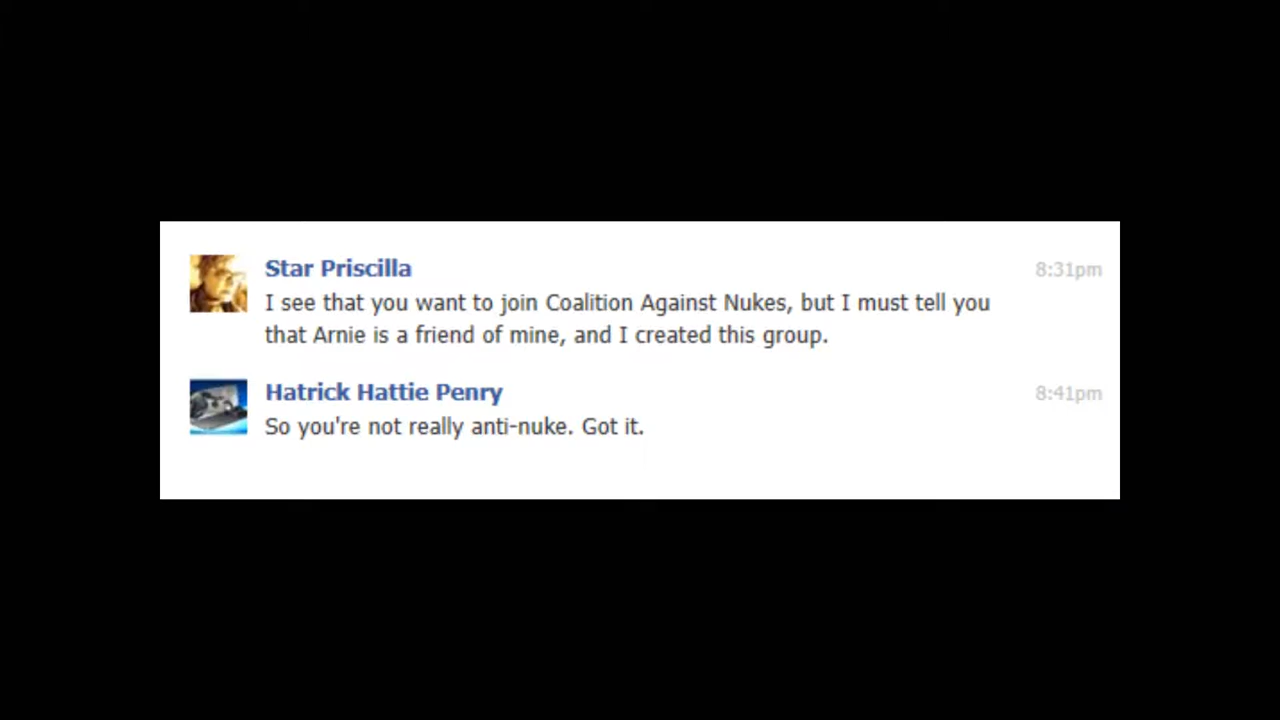 Star Priscilla 8:31pm
I see that you want to join Coalition Against Nukes, but I must tell you
that Arnie is a friend of mine, and I created this group.
Hatrick Hattie Penry 8:41pm
So you're not really anti-nuke. Got it.